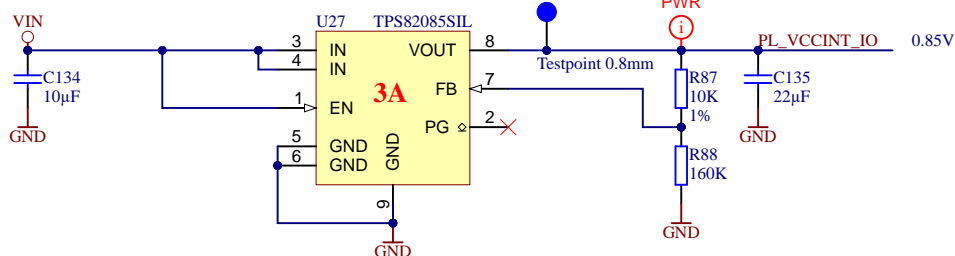 PWR
VIN
U27 TPS82085SIL
i
3 IN VOUT 8 PL_VCCINT_IO 0.85V
4 IN
Testpoint 0.8mm
C134
10µF
3A
FB 7
R87
10K
1%
C135
22µF
1 EN
PG 2
GND
5 GND
6 GND
GND
R88
160K
9
GND
GND